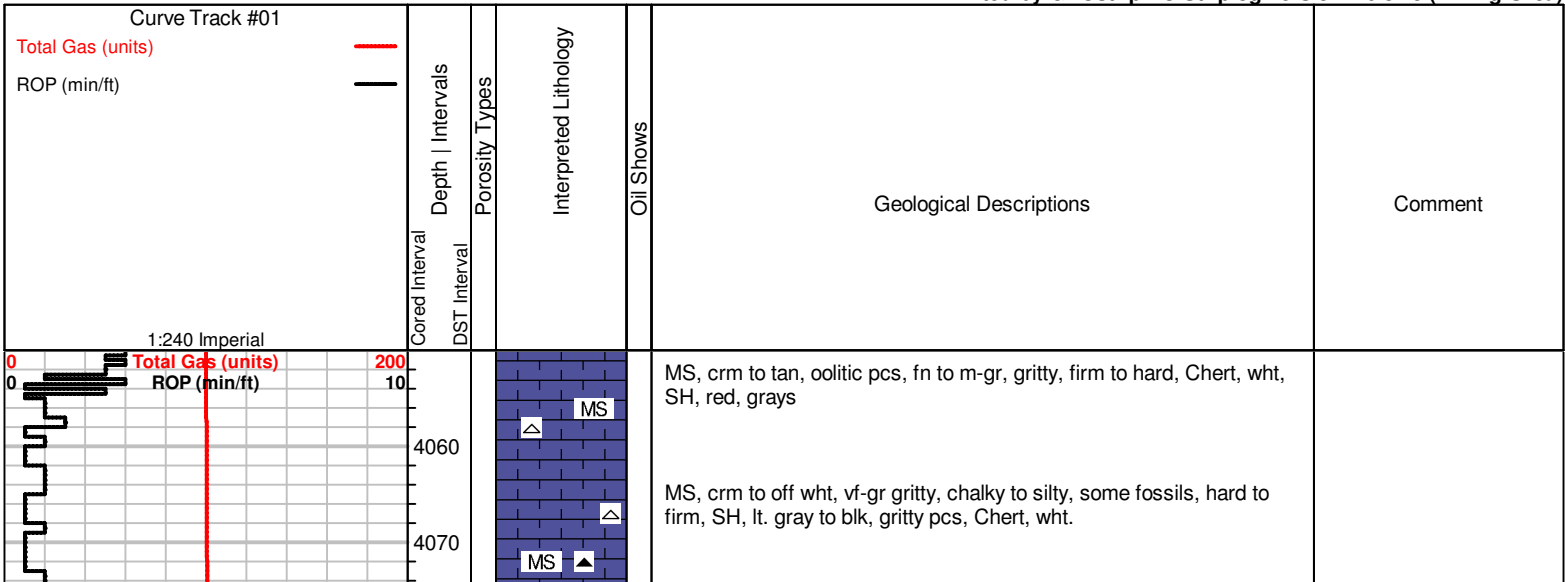 Curve Track #01
Total Gas (units)
ROP (min/ft)
1:240 Imperial
Cored Interval
Depth | Intervals
DST Interval
Porosity Types
Interpreted Lithology
Oil Shows
Geological Descriptions
Comment
0 Total Gas (units) 200
0 ROP (min/ft) 10
MS, crm to tan, oolitic pcs, fn to m-gr, gritty, firm to hard, Chert, wht,
SH, red, grays
MS
4060
MS, crm to off wht, vf-gr gritty, chalky to silty, some fossils, hard to
firm, SH, lt. gray to blk, gritty pcs, Chert, wht.
4070
MS